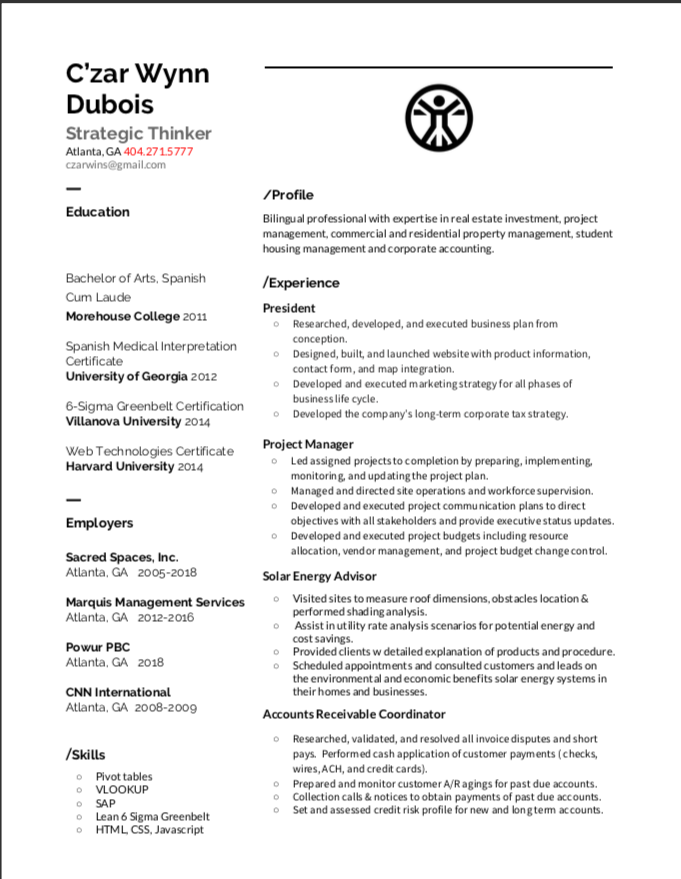 C'zar Wynn
Dubois
Strategic Thinker
Atlanta, GA 404.271.5777
czarwins@gmail.com
Education
Bachelor of Arts, Spanish
Cum Laude
Morehouse College 2011
Spanish Medical Interpretation
Certificate
University of Georgia 2012
6-Sigma Greenbelt Certification
Villanova University 2014
Web Technologies Certificate
Harvard University 2014
Employers
Sacred Spaces, Inc.
Atlanta, GA 2005-2018
Marquis Management Services
Atlanta, GA 2012-2016
Powur PBC
Atlanta, GA 2018
CNN International
Atlanta, GA 2008-2009
/Skills
○ Pivot tables
○ VLOOKUP
○ SAP
○ Lean 6 Sigma Greenbelt
○ HTML, CSS, Javascript
/Profile
Bilingual professional with expertise in real estate investment, project
management, commercial and residential property management, student
housing management and corporate accounting.
/Experience
President
○ Researched, developed, and executed business plan from
conception.
○ Designed, built, and launched website with product information,
contact form, and map integration.
○ Developed and executed marketing strategy for all phases of
business life cycle.
○ Developed the company's long-term corporate tax strategy.
Project Manager
○ Led assigned projects to completion by preparing, implementing,
monitoring, and updating the project plan.
○ Managed and directed site operations and workforce supervision.
○ Developed and executed project communication plans to direct
objectives with all stakeholders and provide executive status updates.
○ Developed and executed project budgets including resource
allocation, vendor management, and project budget change control.
Solar Energy Advisor
○ Visited sites to measure roof dimensions, obstacles location &
performed shading analysis.
○ Assist in utility rate analysis scenarios for potential energy and
cost savings.
○ Provided clients w detailed explanation of products and procedure.
○ Scheduled appointments and consulted customers and leads on
the environmental and economic benefits solar energy systems in
their homes and businesses.
Accounts Receivable Coordinator
○ Researched, validated, and resolved all invoice disputes and short
pays. Performed cash application of customer payments (checks,
wires, ACH, and credit cards).
○ Prepared and monitor customer A/R agings for past due accounts.
○ Collection calls & notices to obtain payments of past due accounts.
○ Set and assessed credit risk profile for new and long term accounts.